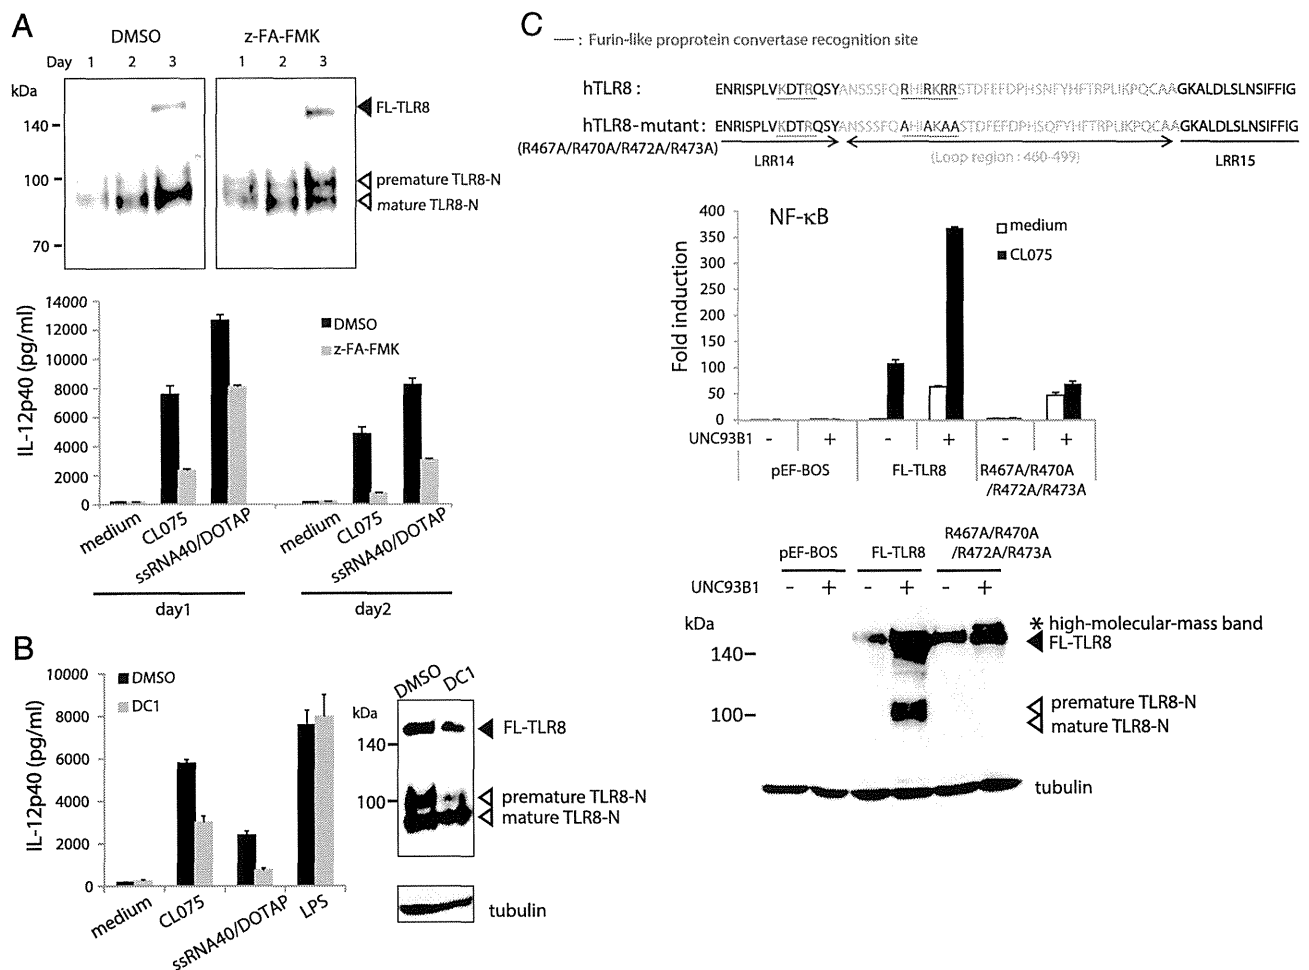 A
DMSO
z-FA-FMK
Day 1 2 3 1 2 3
kDa
140
100
70
FL-TLR8
premature TLR8-N
mature TLR8-N
14000
12000
10000
8000
6000
4000
2000
0
IL-12p40 (pg/ml)
DMSO
z-FA-FMK
medium
CL075
ssRNA40/DOTAP
medium
CL075
ssRNA40/DOTAP
day1
day2
B
10000
8000
6000
4000
2000
0
IL-12p40 (pg/ml)
DMSO
DC1
medium
CL075
ssRNA40/DOTAP
LPS
DMSO DC1
kDa
140
100
FL-TLR8
premature TLR8-N
mature TLR8-N
tubulin
C
: Furin-like proprotein convertase recognition site
hTLR8 : ENRISPLVKDTRQSYANSSSFQRHIRKRRSTDFEFDPHSNFYHFTRPLIKPQCAAGKALDLSLNSIFFIG
hTLR8-mutant : ENRISPLVKDTRQSYANSSSFQAHIAKAASTDFEFDPHSQFYHFTRPLIKPQCAAGKALDLSLNSIFFIG
(R467A/R470A/R472A/R473A)
LRR14
(Loop region : 460-499)
LRR15
NF-κB
medium
CL075
400
350
300
250
200
150
100
50
0
Fold induction
UNC93B1 - + - + - +
pEF-BOS
FL-TLR8
R467A/R470A
/R472A/R473A
pEF-BOS
FL-TLR8
R467A/R470A
/R472A/R473A
UNC93B1 - + - + - +
kDa
140
100
* high-molecular-mass band
FL-TLR8
premature TLR8-N
mature TLR8-N
tubulin